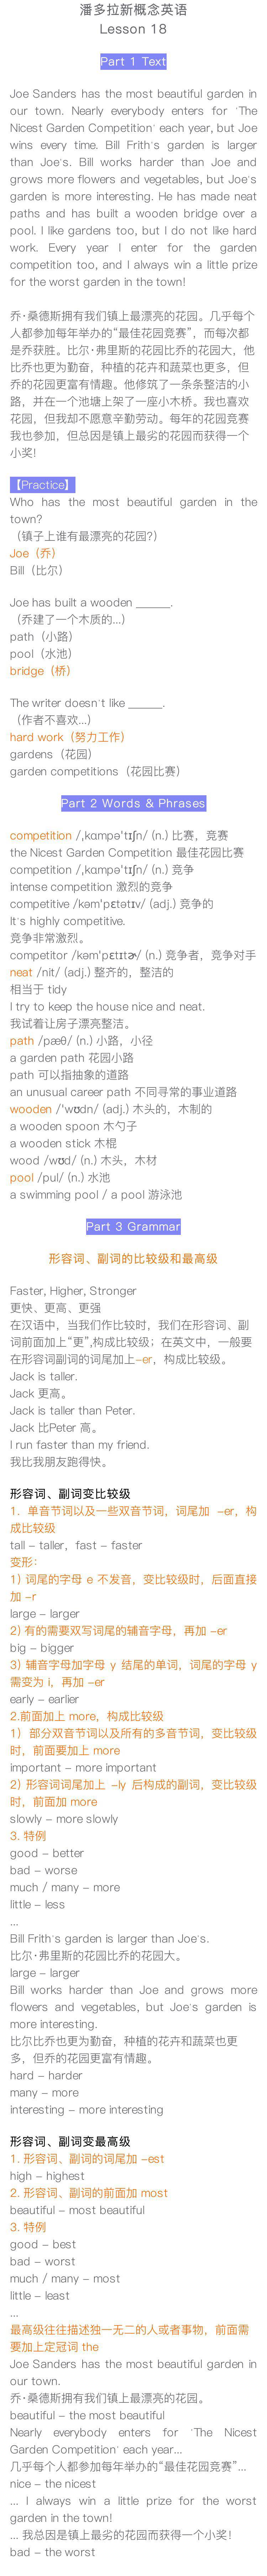 潘多拉新概念英语
Lesson 18
Part 1 Text
Joe Sanders has the most beautiful garden in
our town. Nearly everybody enters for 'The
Nicest Garden Competition' each year, but Joe
wins every time. Bill Frith's garden is larger
than Joe's. Bill works harder than Joe and
grows more flowers and vegetables, but Joe's
garden is more interesting. He has made neat
paths and has built a wooden bridge over a
pool. I like gardens too, but I do not like hard
work. Every year I enter for the garden
competition too, and I always win a little prize
for the worst garden in the town!
乔·桑德斯拥有我们镇上最漂亮的花园。几乎每个
人都参加每年举办的“最佳花园竞赛”，而每次都
是乔获胜。比尔·弗里斯的花园比乔的花园大，他
比乔也更为勤奋，种植的花卉和蔬菜也更多，但
乔的花园更富有情趣。他修筑了一条条整洁的小
路，并在一个池塘上架了一座小木桥。我也喜欢
花园，但我却不愿意辛勤劳动。每年的花园竞赛
我也参加，但总因是镇上最劣的花园而获得一个
小奖！
【Practice】
Who has the most beautiful garden in the
town?
（镇子上谁有最漂亮的花园?）
Joe（乔）
Bill（比尔）
Joe has built a wooden ______.
（乔建了一个木质的...）
path（小路）
pool（水池）
bridge（桥）
The writer doesn't like ______.
（作者不喜欢...）
hard work（努力工作）
gardens（花园）
garden competitions（花园比赛）
Part 2 Words & Phrases
competition /ˌkɑmpəˈtɪʃn/ (n.) 比赛，竞赛
the Nicest Garden Competition 最佳花园比赛
competition /ˌkɑmpəˈtɪʃn/ (n.) 竞争
intense competition 激烈的竞争
competitive /kəmˈpɛtətɪv/ (adj.) 竞争的
It's highly competitive.
竞争非常激烈。
competitor /kəmˈpɛtɪtɚ/ (n.) 竞争者，竞争对手
neat /nit/ (adj.) 整齐的，整洁的
相当于 tidy
I try to keep the house nice and neat.
我试着让房子漂亮整洁。
path /pæθ/ (n.) 小路，小径
a garden path 花园小路
path 可以指抽象的道路
an unusual career path 不同寻常的事业道路
wooden /ˈwʊdn/ (adj.) 木头的，木制的
a wooden spoon 木勺子
a wooden stick 木棍
wood /wʊd/ (n.) 木头，木材
pool /pul/ (n.) 水池
a swimming pool / a pool 游泳池
Part 3 Grammar
形容词、副词的比较级和最高级
Faster, Higher, Stronger
更快、更高、更强
在汉语中，当我们作比较时，我们在形容词、副
词前面加上“更”,构成比较级；在英文中，一般要
在形容词副词的词尾加上-er，构成比较级。
Jack is taller.
Jack 更高。
Jack is taller than Peter.
Jack 比Peter 高。
I run faster than my friend.
我比我朋友跑得快。
形容词、副词变比较级
1. 单音节词以及一些双音节词，词尾加 -er，构
成比较级
tall - taller，fast - faster
变形：
1) 词尾的字母 e 不发音，变比较级时，后面直接
加 -r
large - larger
2) 有的需要双写词尾的辅音字母，再加 -er
big - bigger
3) 辅音字母加字母 y 结尾的单词，词尾的字母 y
需变为 i，再加 -er
early - earlier
2.前面加上 more，构成比较级
1) 部分双音节词以及所有的多音节词，变比较级
时，前面要加上 more
important - more important
2) 形容词词尾加上 -ly 后构成的副词，变比较级
时，前面加 more
slowly - more slowly
3. 特例
good - better
bad - worse
much / many - more
little - less
...
Bill Frith's garden is larger than Joe's.
比尔·弗里斯的花园比乔的花园大。
large - larger
Bill works harder than Joe and grows more
flowers and vegetables, but Joe's garden is
more interesting.
比尔比乔也更为勤奋，种植的花卉和蔬菜也更
多，但乔的花园更富有情趣。
hard - harder
many - more
interesting - more interesting
形容词、副词变最高级
1. 形容词、副词的词尾加 -est
high - highest
2. 形容词、副词的前面加 most
beautiful - most beautiful
3. 特例
good - best
bad - worst
much / many - most
little - least
...
最高级往往描述独一无二的人或者事物，前面需
要加上定冠词 the
Joe Sanders has the most beautiful garden in
our town.
乔·桑德斯拥有我们镇上最漂亮的花园。
beautiful - the most beautiful
Nearly everybody enters for 'The Nicest
Garden Competition' each year...
几乎每个人都参加每年举办的“最佳花园竞赛”...
nice - the nicest
... I always win a little prize for the worst
garden in the town!
... 我总因是镇上最劣的花园而获得一个小奖！
bad - the worst